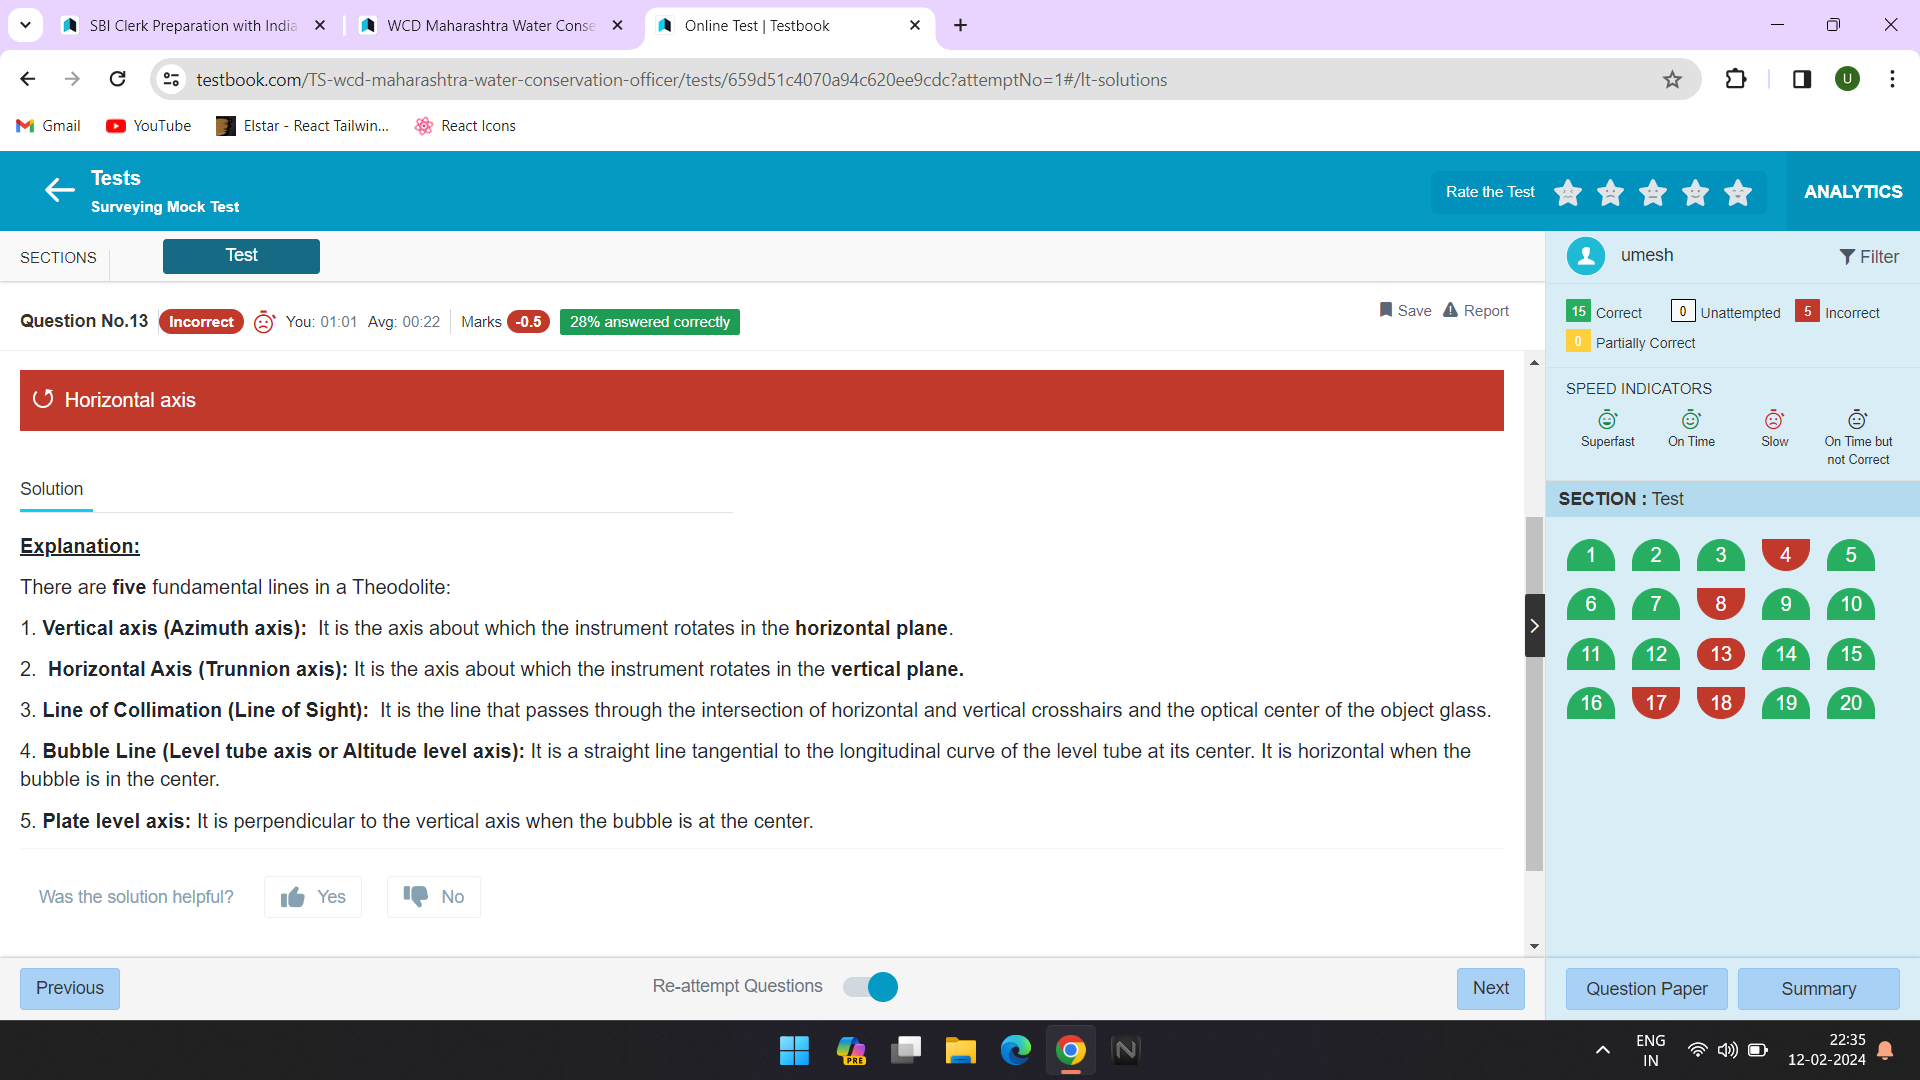 SBI Clerk Preparation with India
WCD Maharashtra Water Conse
Online Test | Testbook
testbook.com/TS-wcd-maharashtra-water-conservation-officer/tests/659d51c4070a94c620ee9cdc?attemptNo=1#/lt-solutions
U
Gmail
YouTube
Elstar - React Tailwin...
React Icons
Tests
Surveying Mock Test
Rate the Test
ANALYTICS
SECTIONS
Test
umesh
Filter
Question No.13
Incorrect
You: 01:01 Avg: 00:22
Marks -0.5
28% answered correctly
Save
Report
15 Correct
0 Unattempted
5 Incorrect
0 Partially Correct
Horizontal axis
SPEED INDICATORS
Superfast
On Time
Slow
On Time but
not Correct
Solution
SECTION : Test
Explanation:
There are five fundamental lines in a Theodolite:
1. Vertical axis (Azimuth axis): It is the axis about which the instrument rotates in the horizontal plane.
2. Horizontal Axis (Trunnion axis): It is the axis about which the instrument rotates in the vertical plane.
3. Line of Collimation (Line of Sight): It is the line that passes through the intersection of horizontal and vertical crosshairs and the optical center of the object glass.
4. Bubble Line (Level tube axis or Altitude level axis): It is a straight line tangential to the longitudinal curve of the level tube at its center. It is horizontal when the
bubble is in the center.
5. Plate level axis: It is perpendicular to the vertical axis when the bubble is at the center.
1 2 3 4 5
6 7 8 9 10
11 12 13 14 15
16 17 18 19 20
Was the solution helpful?
Yes
No
Previous
Re-attempt Questions
Next
Question Paper
Summary
PRE
N
ENG
IN
22:35
12-02-2024